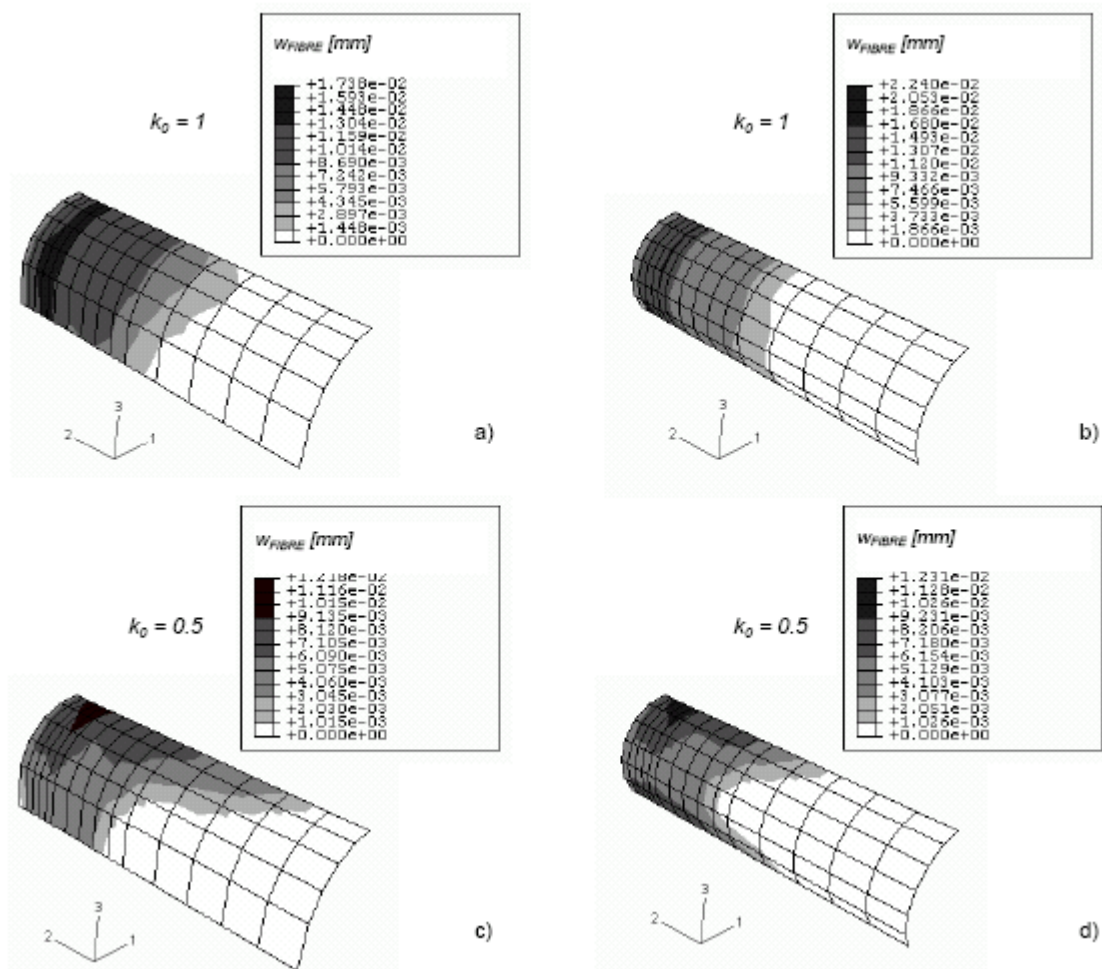 w_FIBRE [mm]
k_0 = 1
+1.738e-02
+1.593e-02
+1.448e-02
+1.304e-02
+1.159e-02
+1.014e-02
+8.690e-03
+7.242e-03
+5.793e-03
+4.345e-03
+2.897e-03
+1.448e-03
+0.000e+00
3
2
1
a)
w_FIBRE [mm]
k_0 = 1
+2.240e-02
+2.053e-02
+1.866e-02
+1.680e-02
+1.493e-02
+1.307e-02
+1.120e-02
+9.332e-03
+7.466e-03
+5.599e-03
+3.733e-03
+1.866e-03
+0.000e+00
3
2
1
b)
w_FIBRE [mm]
k_0 = 0.5
+1.218e-02
+1.116e-02
+1.015e-02
+9.135e-03
+8.120e-03
+7.105e-03
+6.090e-03
+5.075e-03
+4.060e-03
+3.045e-03
+2.030e-03
+1.015e-03
+0.000e+00
3
2
1
c)
w_FIBRE [mm]
k_0 = 0.5
+1.231e-02
+1.128e-02
+1.026e-02
+9.231e-03
+8.206e-03
+7.180e-03
+6.154e-03
+5.129e-03
+4.103e-03
+3.077e-03
+2.051e-03
+1.026e-03
+0.000e+00
3
2
1
d)